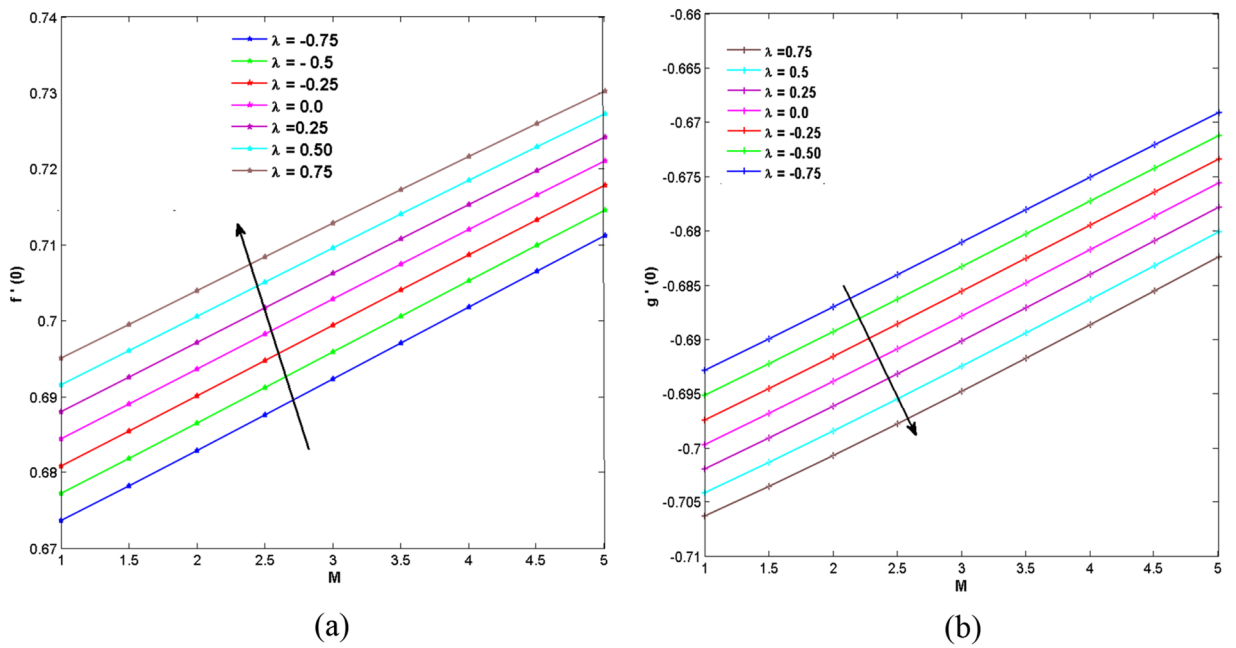 0.74
0.73
0.72
0.71
0.7
0.69
0.68
0.67
f ' (0)
λ = -0.75
λ = - 0.5
λ = -0.25
λ = 0.0
λ =0.25
λ = 0.50
λ = 0.75
1 1.5 2 2.5 3 3.5 4 4.5 5
M
(a)
-0.66
-0.665
-0.67
-0.675
-0.68
-0.685
-0.69
-0.695
-0.7
-0.705
-0.71
g ' (0)
λ =0.75
λ = 0.5
λ = 0.25
λ = 0.0
λ = -0.25
λ = -0.50
λ = -0.75
1 1.5 2 2.5 3 3.5 4 4.5 5
M
(b)